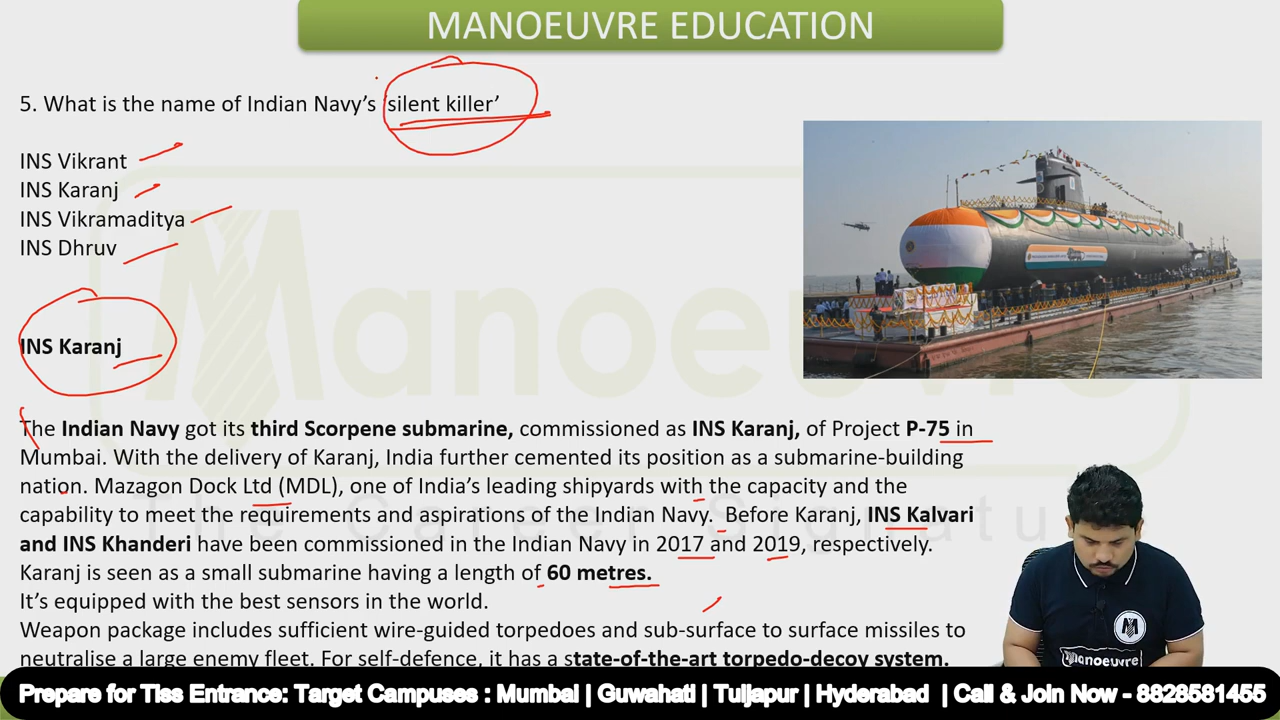 MANOEUVRE EDUCATION
5. What is the name of Indian Navy’s ‘silent killer’
INS Vikrant
INS Karanj
INS Vikramaditya
INS Dhruv
INS Karanj
The Indian Navy got its third Scorpene submarine, commissioned as INS Karanj, of Project P-75 in
Mumbai. With the delivery of Karanj, India further cemented its position as a submarine-building
nation. Mazagon Dock Ltd (MDL), one of India’s leading shipyards with the capacity and the
capability to meet the requirements and aspirations of the Indian Navy. Before Karanj, INS Kalvari
and INS Khanderi have been commissioned in the Indian Navy in 2017 and 2019, respectively.
Karanj is seen as a small submarine having a length of 60 metres.
It’s equipped with the best sensors in the world.
Weapon package includes sufficient wire-guided torpedoes and sub-surface to surface missiles to
neutralise a large enemy fleet. For self-defence, it has a state-of-the-art torpedo-decoy system.
Manoeuvre
Prepare for Tiss Entrance: Target Campuses : Mumbai | Guwahati | Tuljapur | Hyderabad | Call & Join Now - 8828581455